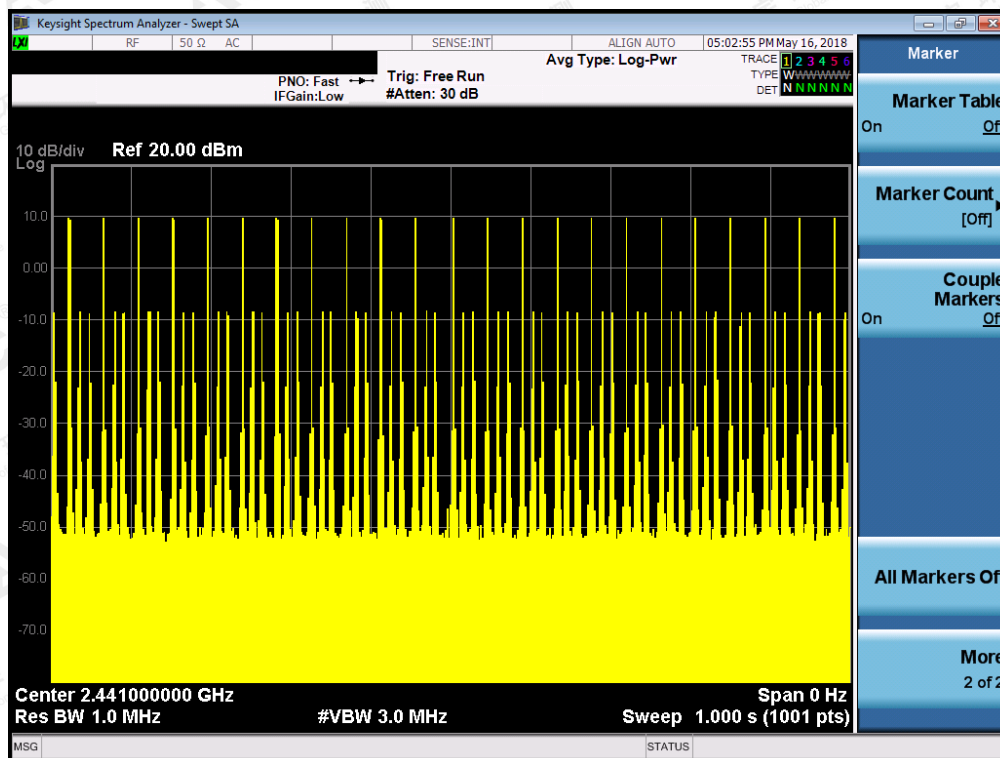 Keysight Spectrum Analyzer - Swept SA
LXI RF 50 Ω AC SENSE:INT ALIGN AUTO 05:02:55 PM May 16, 2018
PNO: Fast
IFGain:Low
Trig: Free Run
#Atten: 30 dB
Avg Type: Log-Pwr
TRACE 1 2 3 4 5 6
TYPE WWWWWW
DET N N N N N N
10 dB/div
Log
Ref 20.00 dBm
10.0
0.00
-10.0
-20.0
-30.0
-40.0
-50.0
-60.0
-70.0
Center 2.441000000 GHz
Span 0 Hz
Res BW 1.0 MHz
#VBW 3.0 MHz
Sweep 1.000 s (1001 pts)
MSG
STATUS
Marker
Marker Table
On Off
Marker Count
[Off]
Couple
Markers
On Off
All Markers Off
More
2 of 2